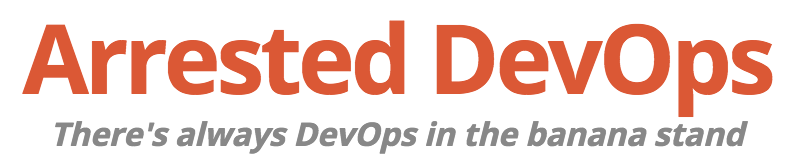 Arrested DevOps
There's always DevOps in the banana stand